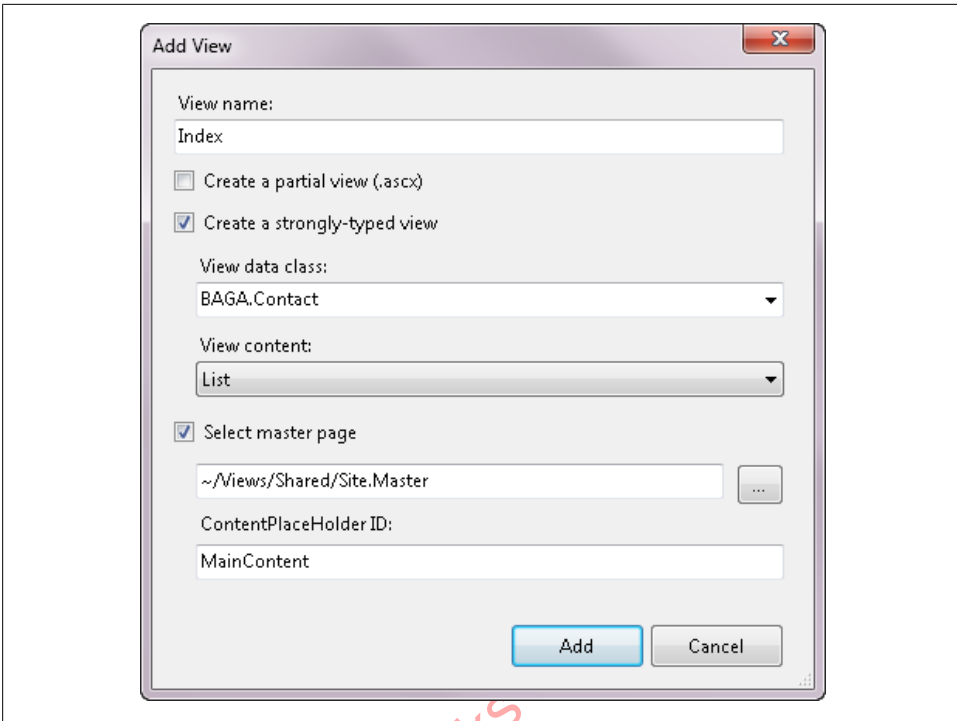 Add View
View name:
Index
Create a partial view (.ascx)
Create a strongly-typed view
View data class:
BAGA.Contact
View content:
List
Select master page
~/Views/Shared/Site.Master
...
ContentPlaceHolder ID:
MainContent
Add
Cancel